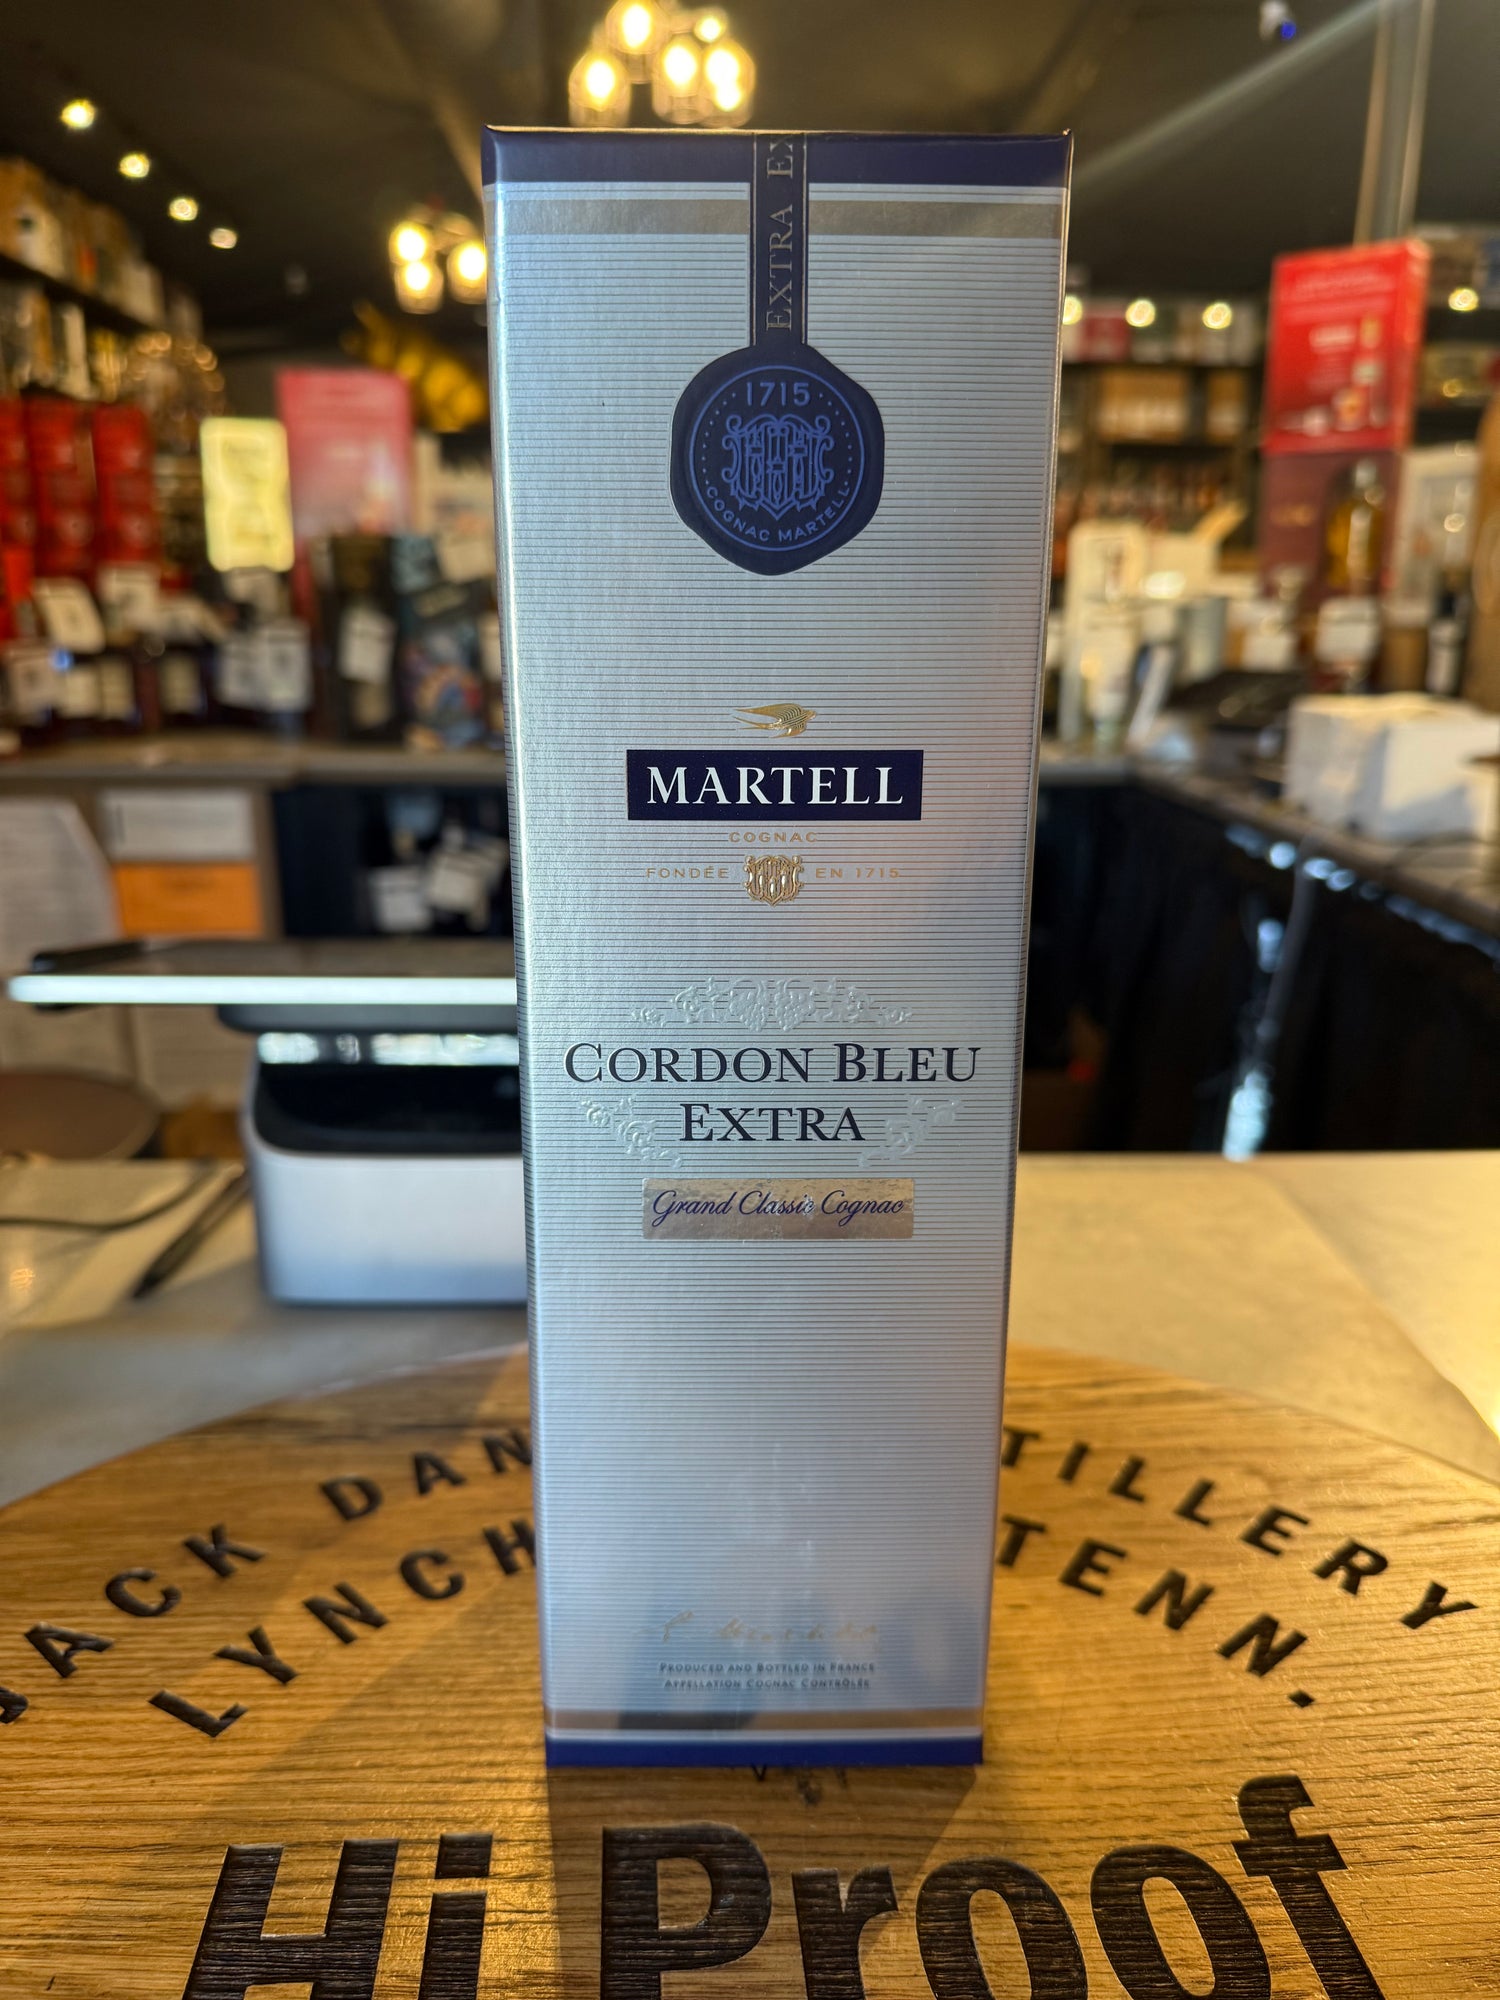 EXTRA EX
1715
COGNAC MARTELL
MARTELL
COGNAC
FONDÉE EN 1715
CORDON BLEU
EXTRA
Grand Classic Cognac
PRODUCED AND BOTTLED IN FRANCE
APPELLATION COGNAC CONTRÔLÉE
JACK DAN TILLERY
LYNCH TENN.
Hi Proof